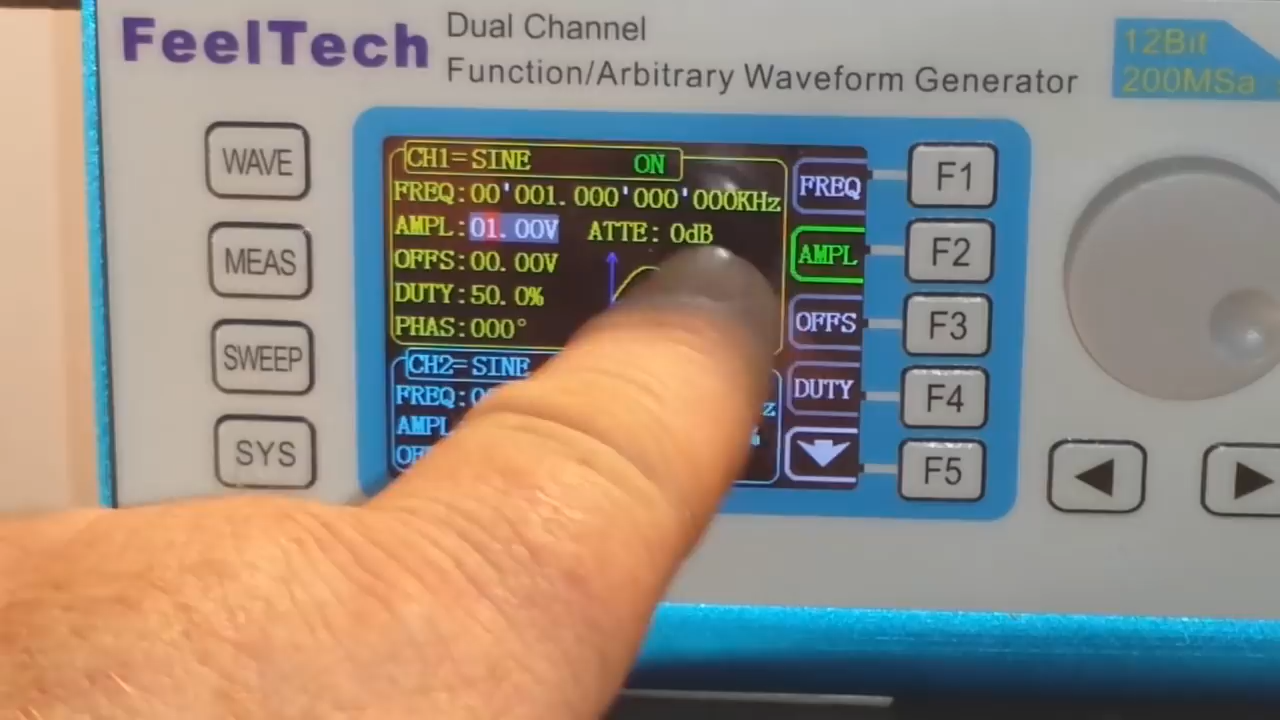 FeelTech
Dual Channel
Function/Arbitrary Waveform Generator
12Bit
200MSa
WAVE
MEAS
SWEEP
SYS
CH1=SINE ON
FREQ:00'001.000'000'000KHz
AMPL:01.00V ATTE:0dB
OFFS:00.00V
DUTY:50.0%
PHAS:000°
CH2=SINE
FREQ:0 z
AMPL
FREQ
AMPL
OFFS
DUTY
F1
F2
F3
F4
F5